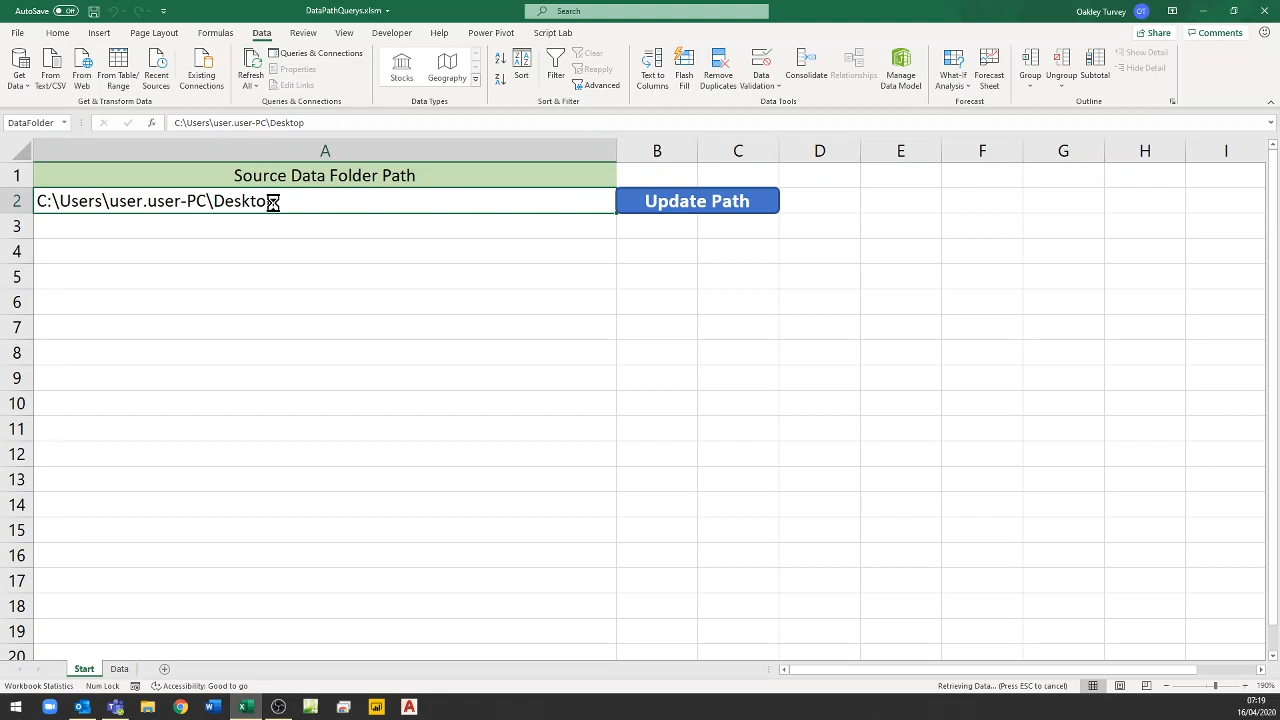 AutoSave Off DataPathQuerys.xlsm Search Oakley Turvey OT
File Home Insert Page Layout Formulas Data Review View Developer Help Power Pivot Script Lab Share Comments
Get Data From Text/CSV From Web From Table/Range Recent Sources Existing Connections
Get & Transform Data
Refresh All Queries & Connections
Properties
Edit Links
Queries & Connections
Stocks Geography
Data Types
A Z Z A Sort Filter Clear
Reapply
Advanced
Sort & Filter
Text to Columns Flash Fill Remove Duplicates Data Validation Consolidate Relationships Manage Data Model
Data Tools
What-If Analysis Forecast Sheet
Forecast
Group Ungroup Subtotal Show Detail
Hide Detail
Outline
DataFolder fx C:\Users\user.user-PC\Desktop
A B C D E F G H I
1 Source Data Folder Path
2 C:\Users\user.user-PC\Desktop Update Path
3
4
5
6
7
8
9
10
11
12
13
14
15
16
17
18
19
20
Start Data
Workbook Statistics Num Lock Accessibility: Good to go Retrieving Data... (Press ESC to cancel) 190%
07:19
16/04/2020